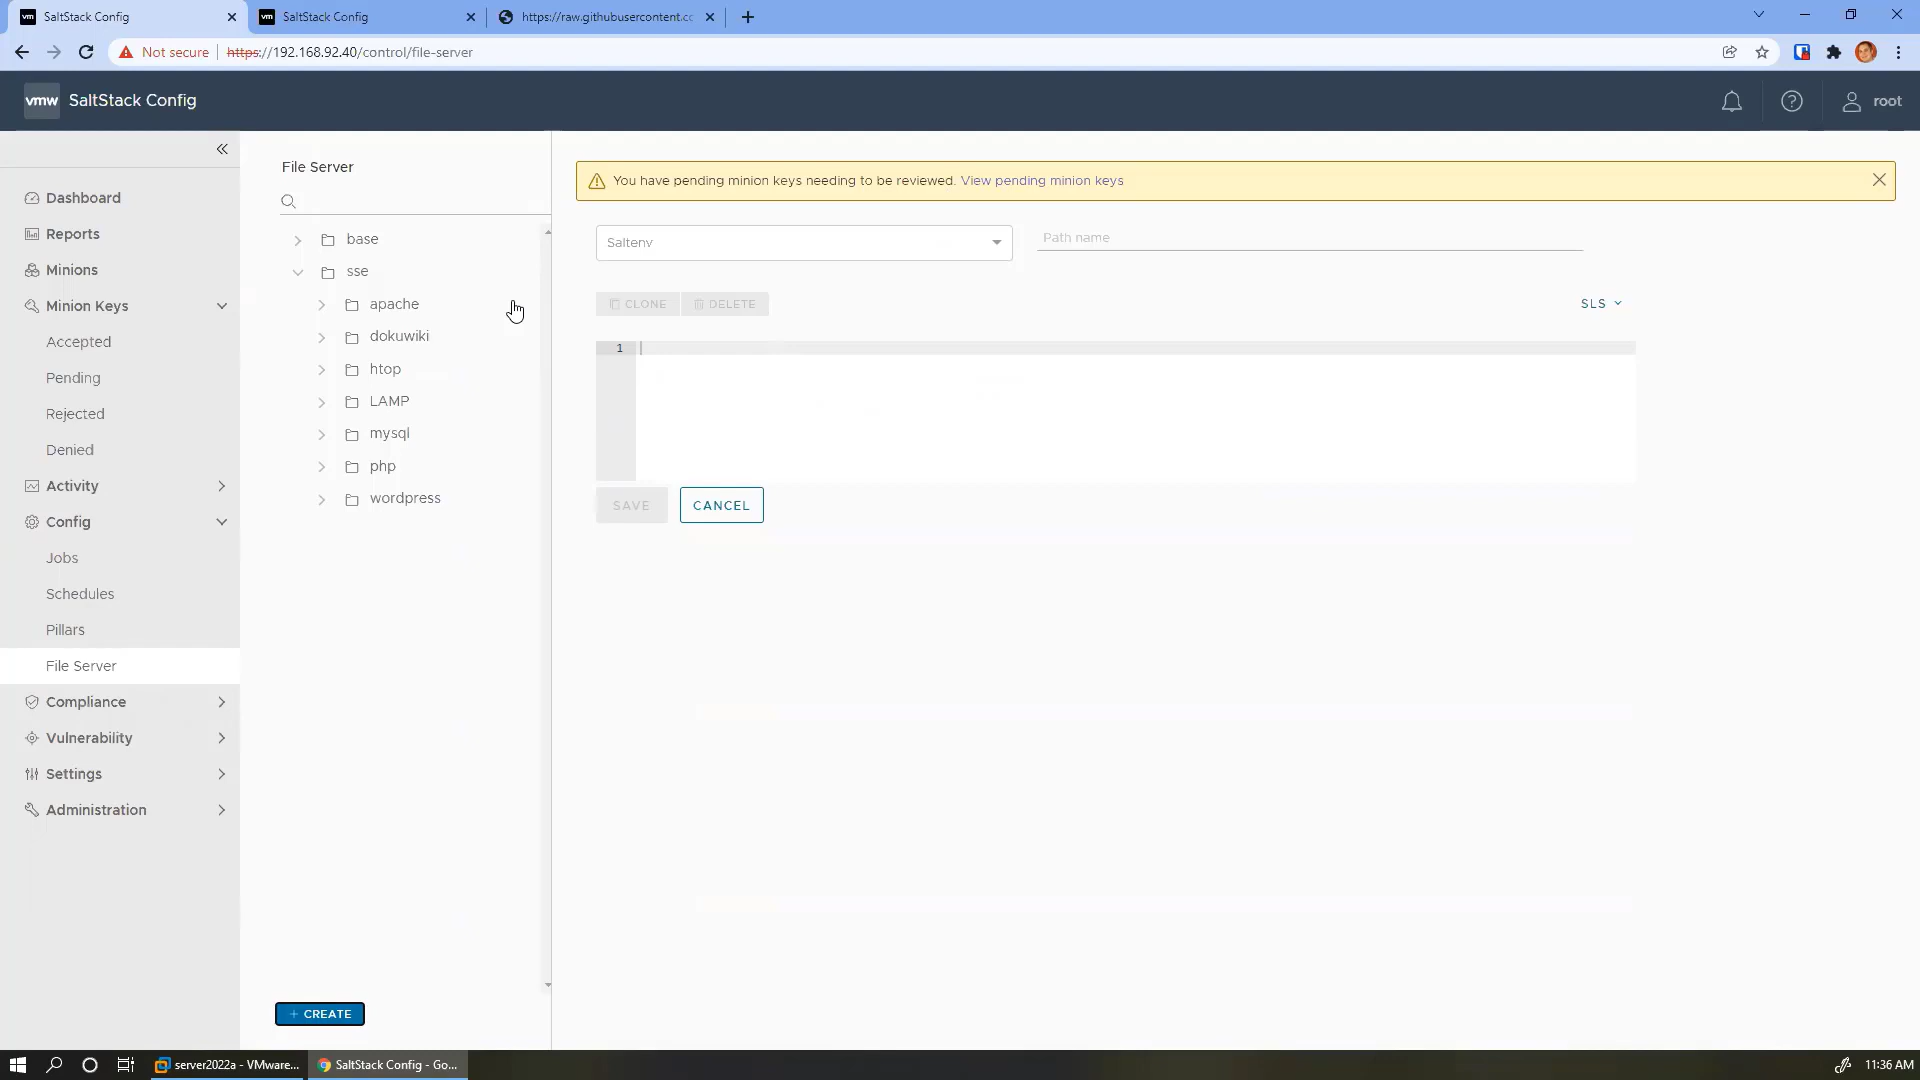 SaltStack Config
SaltStack Config
https://raw.githubusercontent.cc
Not secure
https://192.168.92.40/control/file-server
vmw
SaltStack Config
root
Dashboard
Reports
Minions
Minion Keys
Accepted
Pending
Rejected
Denied
Activity
Config
Jobs
Schedules
Pillars
File Server
Compliance
Vulnerability
Settings
Administration
File Server
base
sse
apache
dokuwiki
htop
LAMP
mysql
php
wordpress
+ CREATE
You have pending minion keys needing to be reviewed. View pending minion keys
Saltenv
Path name
CLONE
DELETE
SLS
1
SAVE
CANCEL
server2022a - VMware...
SaltStack Config - Go...
11:36 AM